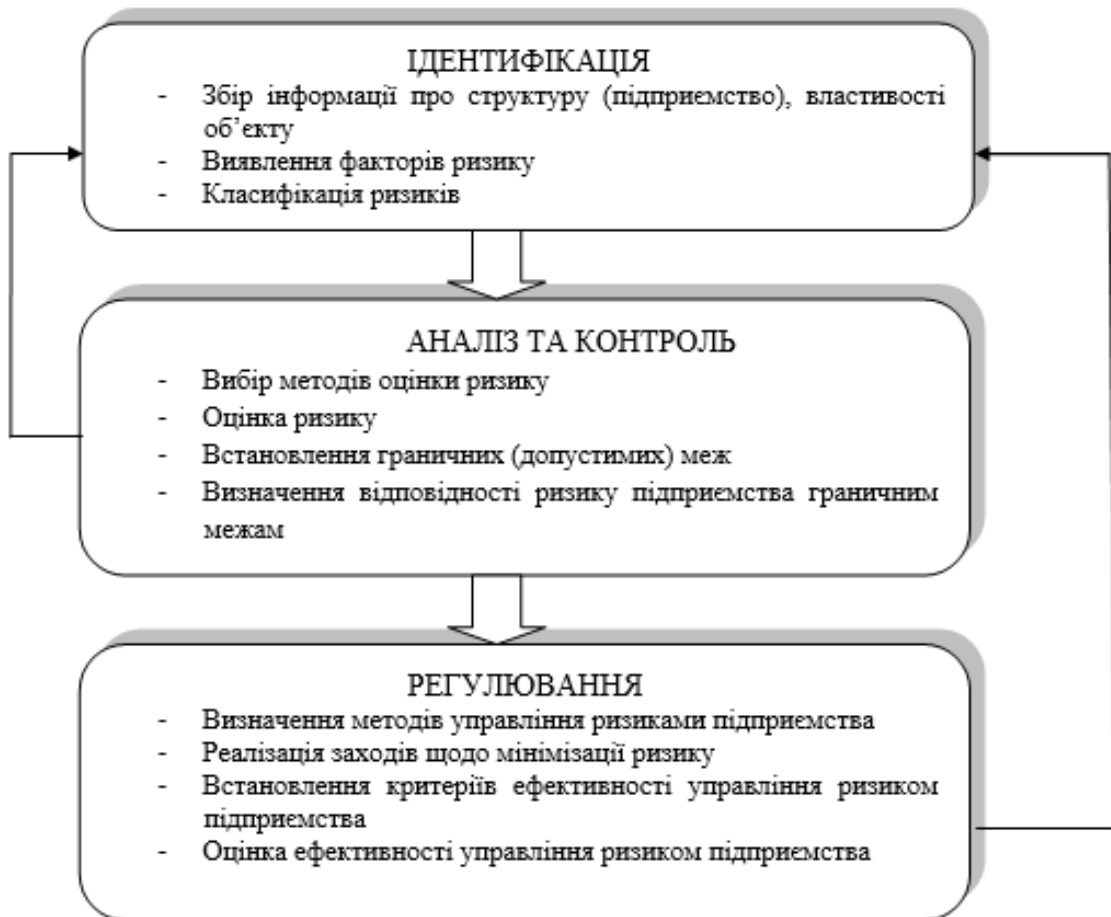 ІДЕНТИФІКАЦІЯ
- Збір інформації про структуру (підприємство), властивості
об’єкту
- Виявлення факторів ризику
- Класифікація ризиків
АНАЛІЗ ТА КОНТРОЛЬ
- Вибір методів оцінки ризику
- Оцінка ризику
- Встановлення граничних (допустимих) меж
- Визначення відповідності ризику підприємства граничним
межам
РЕГУЛЮВАННЯ
- Визначення методів управління ризиками підприємства
- Реалізація заходів щодо мінімізації ризику
- Встановлення критеріїв ефективності управління ризиком
підприємства
- Оцінка ефективності управління ризиком підприємства